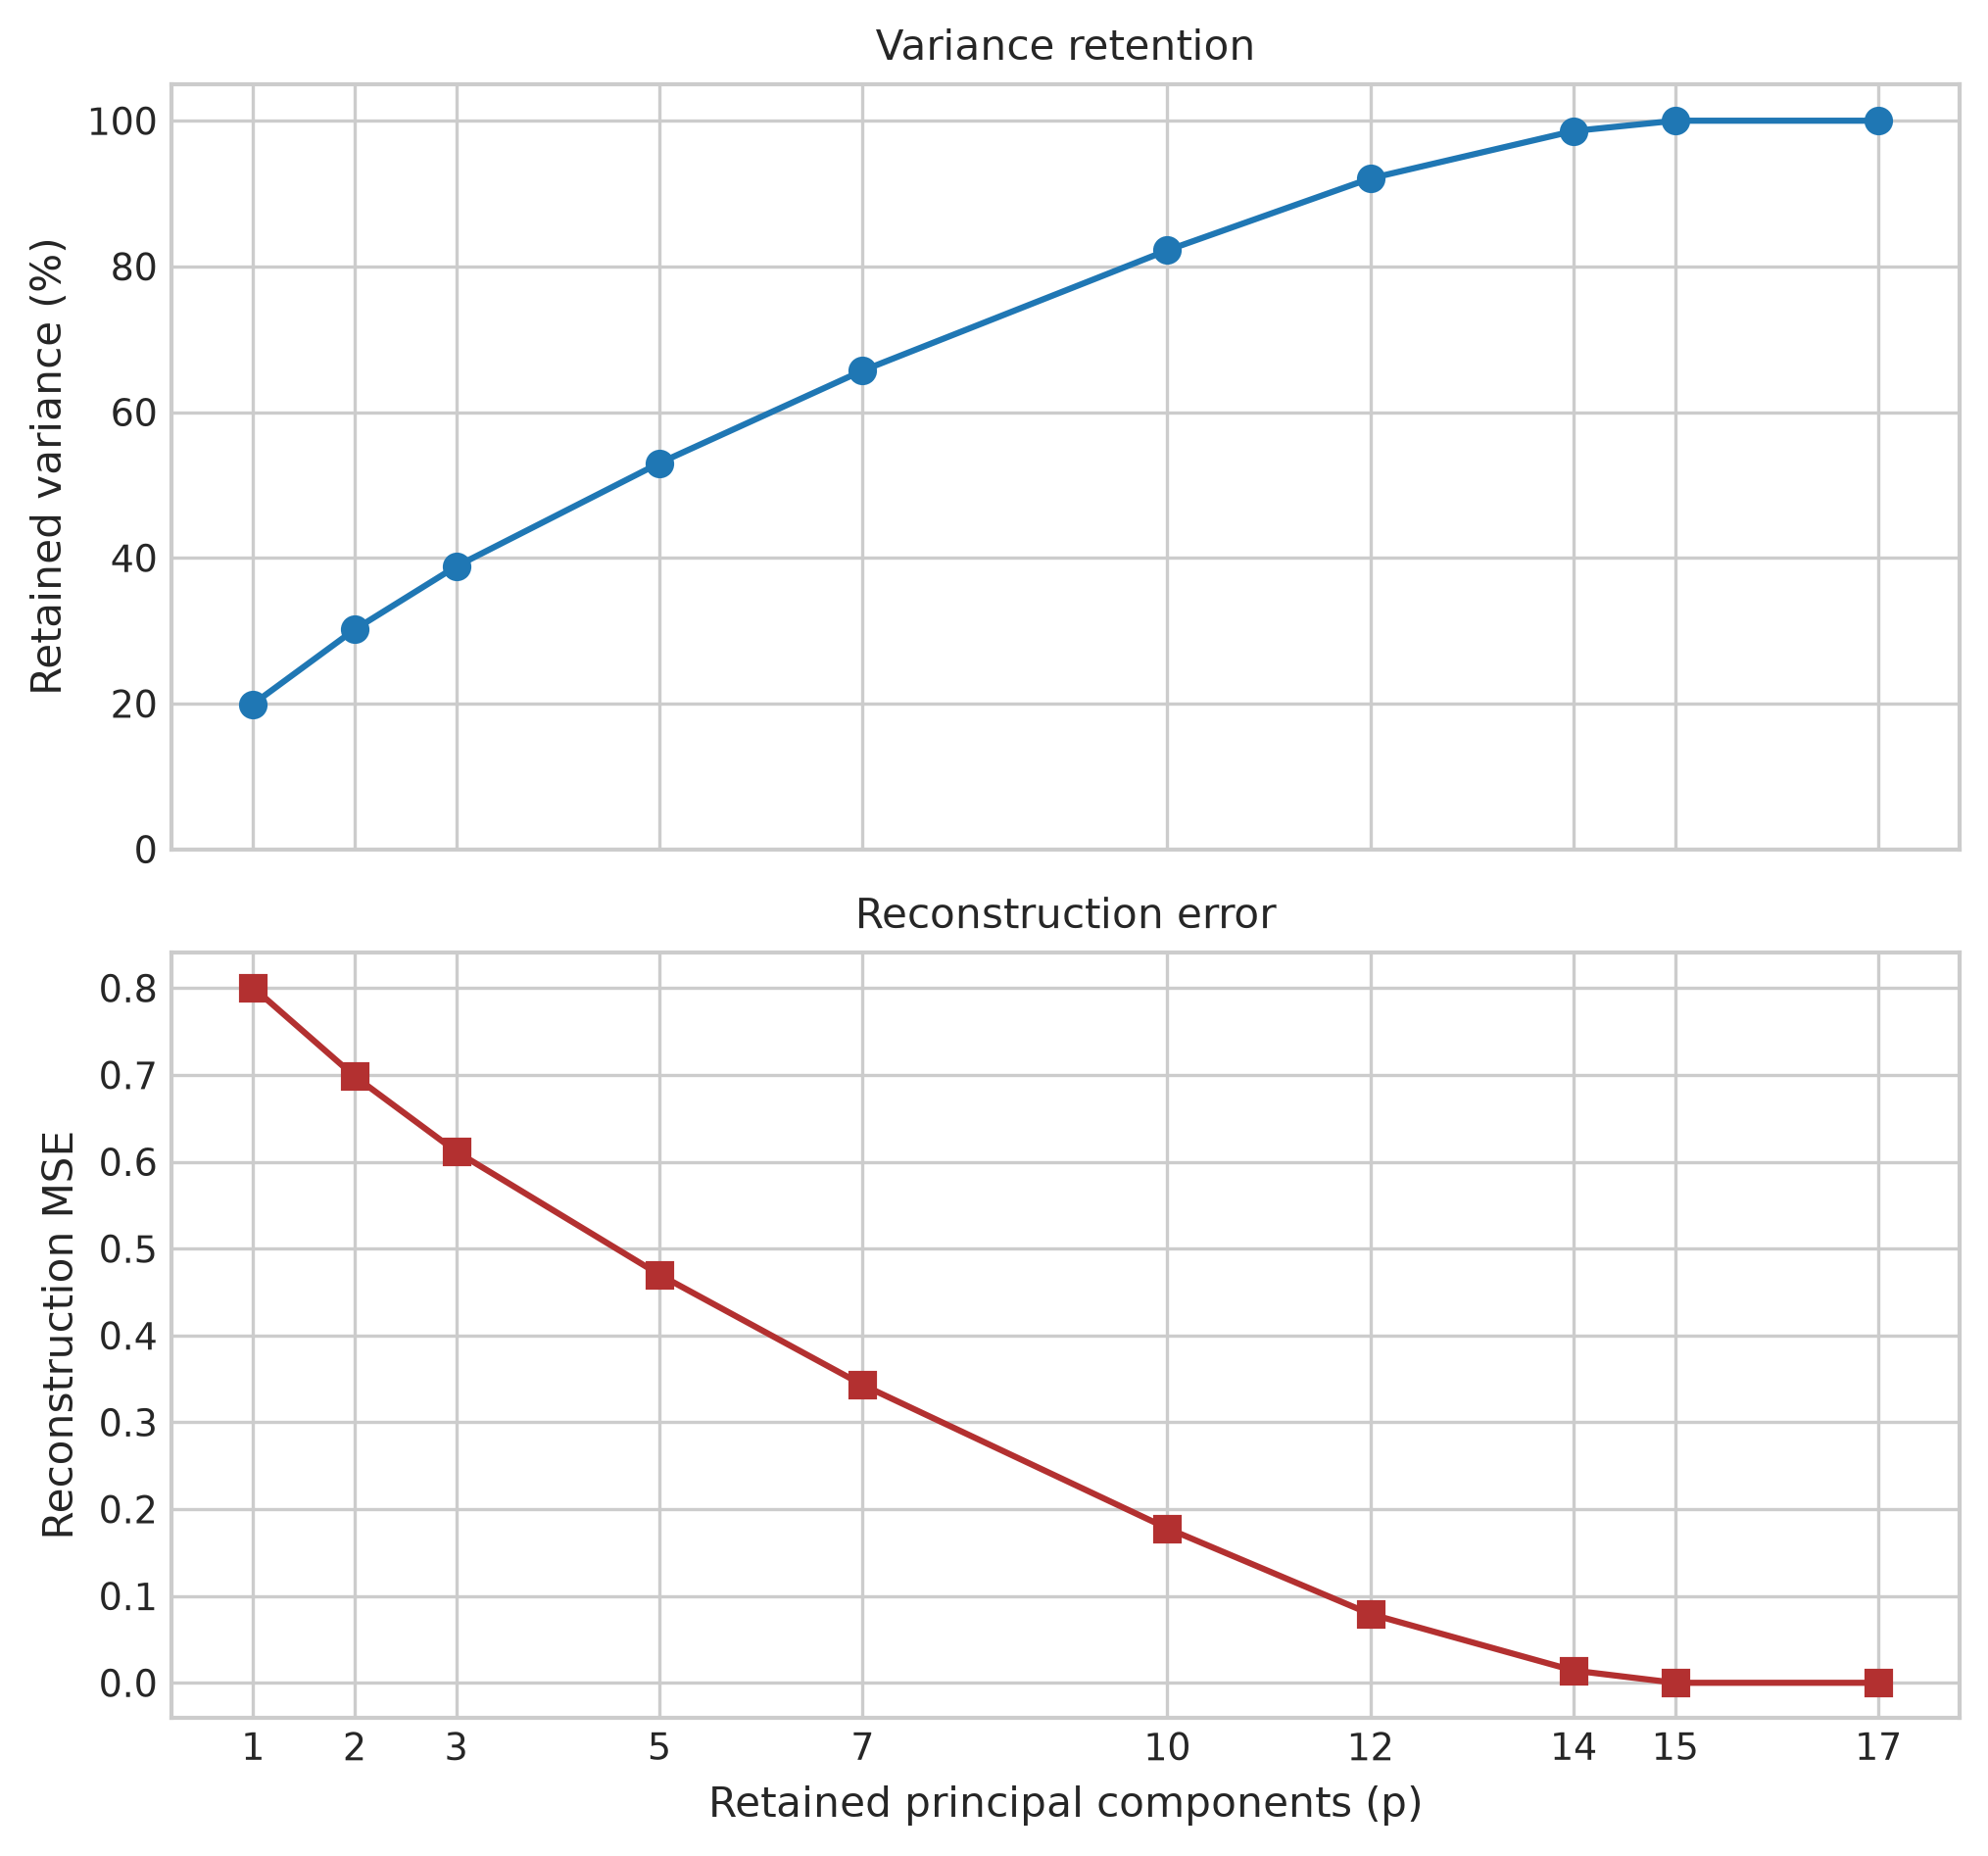 Variance retention
Retained variance (%)
100
80
60
40
20
0
Reconstruction error
Reconstruction MSE
0.8
0.7
0.6
0.5
0.4
0.3
0.2
0.1
0.0
1 2 3 5 7 10 12 14 15 17
Retained principal components (p)